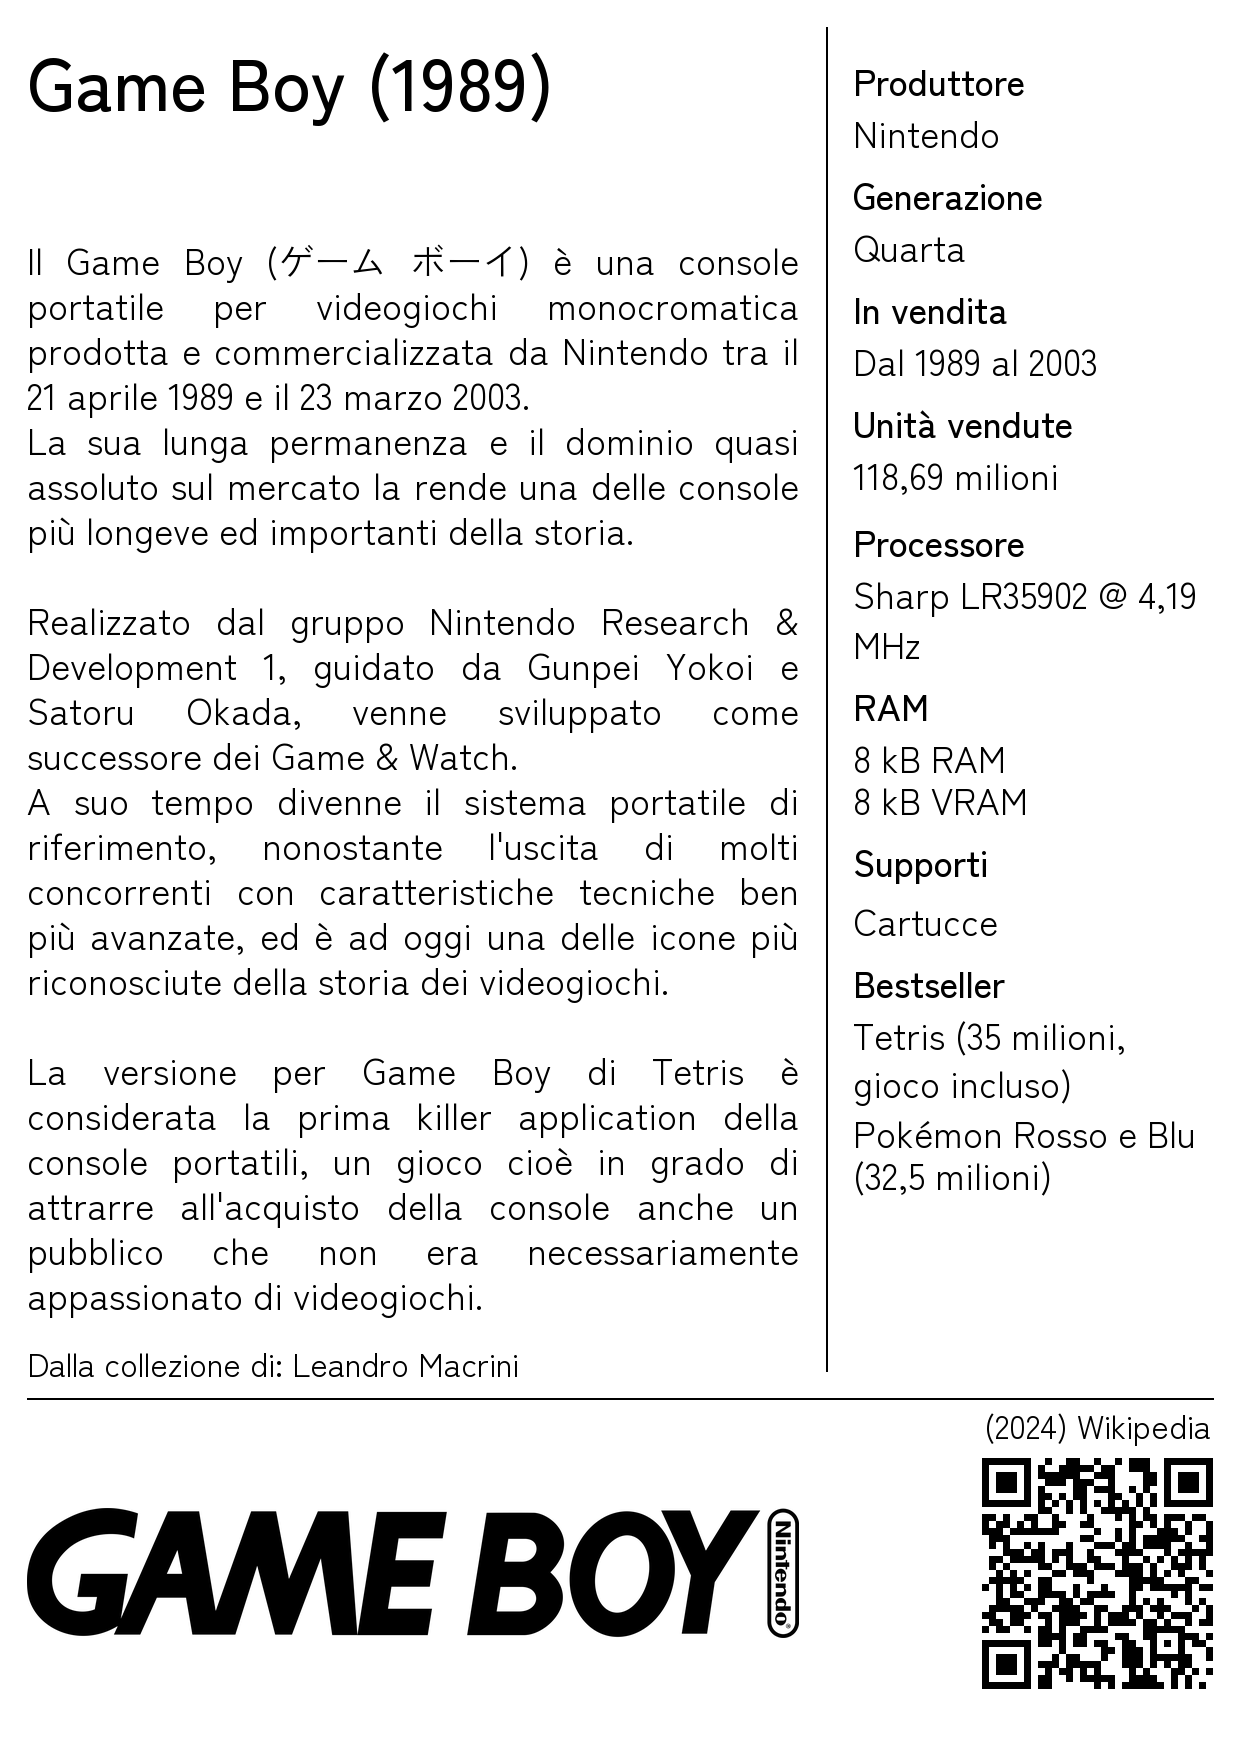 Game Boy (1989)
Il Game Boy (ゲーム ボーイ) è una console
portatile per videogiochi monocromatica
prodotta e commercializzata da Nintendo tra il
21 aprile 1989 e il 23 marzo 2003.
La sua lunga permanenza e il dominio quasi
assoluto sul mercato la rende una delle console
più longeve ed importanti della storia.
Realizzato dal gruppo Nintendo Research &
Development 1, guidato da Gunpei Yokoi e
Satoru Okada, venne sviluppato come
successore dei Game & Watch.
A suo tempo divenne il sistema portatile di
riferimento, nonostante l'uscita di molti
concorrenti con caratteristiche tecniche ben
più avanzate, ed è ad oggi una delle icone più
riconosciute della storia dei videogiochi.
La versione per Game Boy di Tetris è
considerata la prima killer application della
console portatili, un gioco cioè in grado di
attrarre all'acquisto della console anche un
pubblico che non era necessariamente
appassionato di videogiochi.
Dalla collezione di: Leandro Macrini
Produttore
Nintendo
Generazione
Quarta
In vendita
Dal 1989 al 2003
Unità vendute
118,69 milioni
Processore
Sharp LR35902 @ 4,19
MHz
RAM
8 kB RAM
8 kB VRAM
Supporti
Cartucce
Bestseller
Tetris (35 milioni,
gioco incluso)
Pokémon Rosso e Blu
(32,5 milioni)
(2024) Wikipedia
GAME BOY
Nintendo®